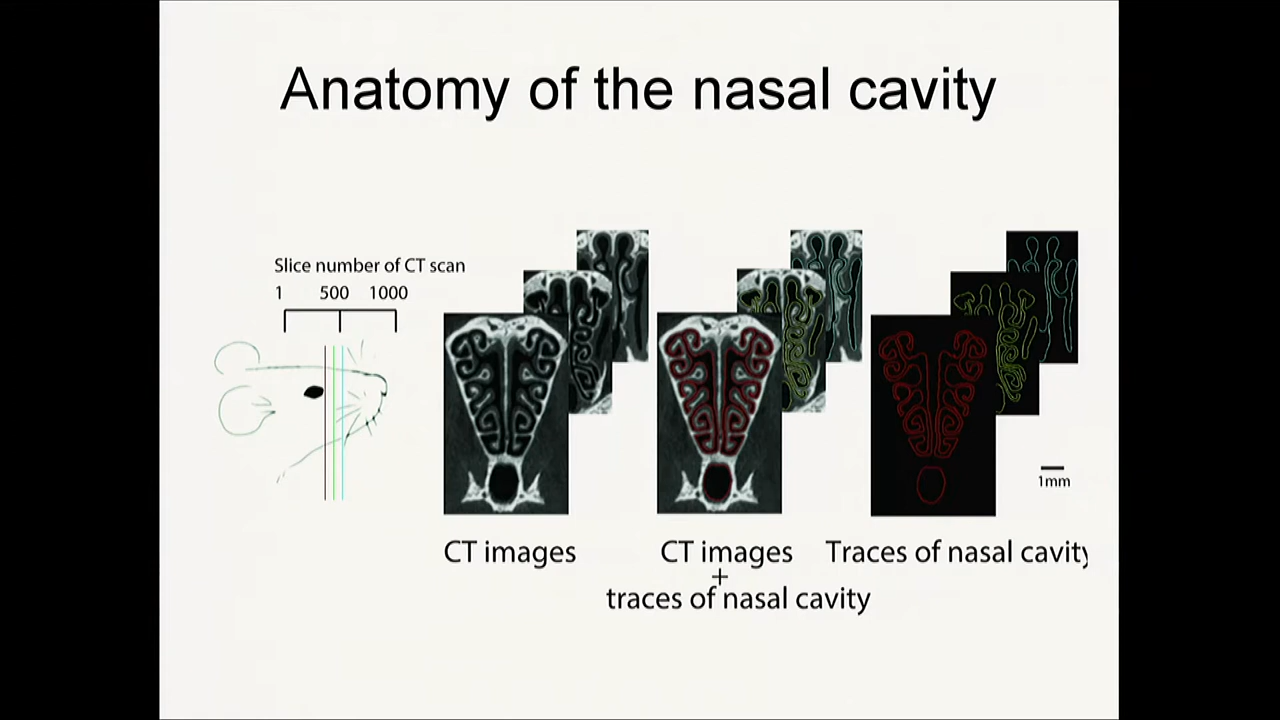 Anatomy of the nasal cavity
Slice number of CT scan
1 500 1000
1mm
CT images
CT images
+
traces of nasal cavity
Traces of nasal cavity